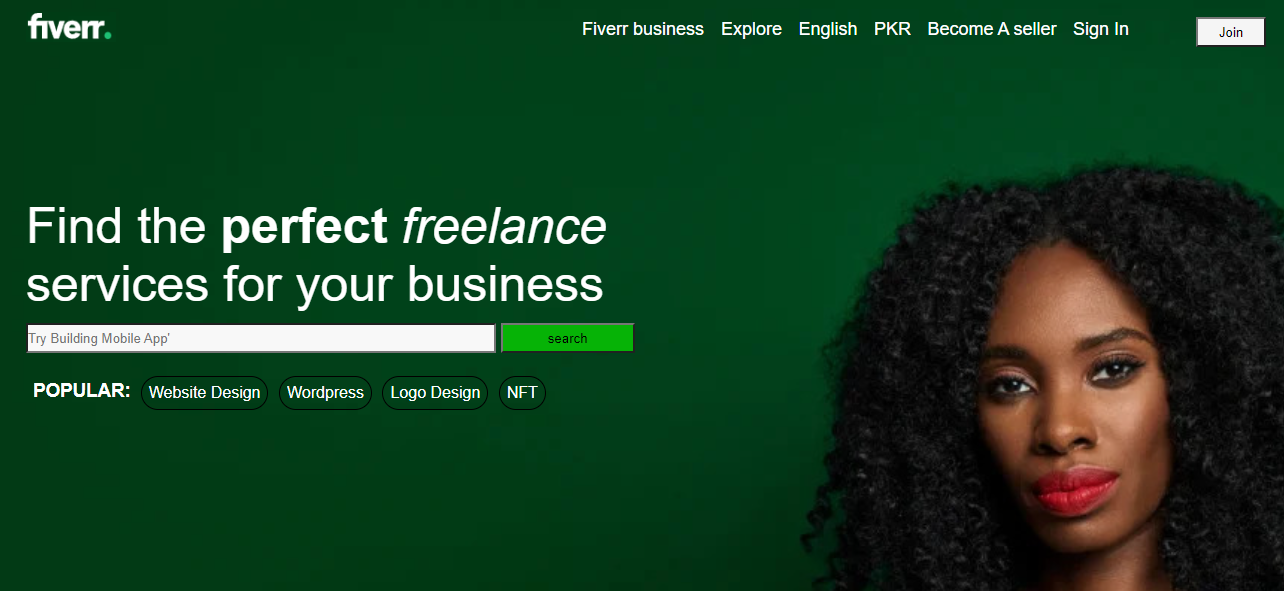 fiverr.
Fiverr business Explore English PKR Become A seller Sign In Join
Find the perfect freelance
services for your business
Try Building Mobile App'
search
POPULAR: Website Design Wordpress Logo Design NFT